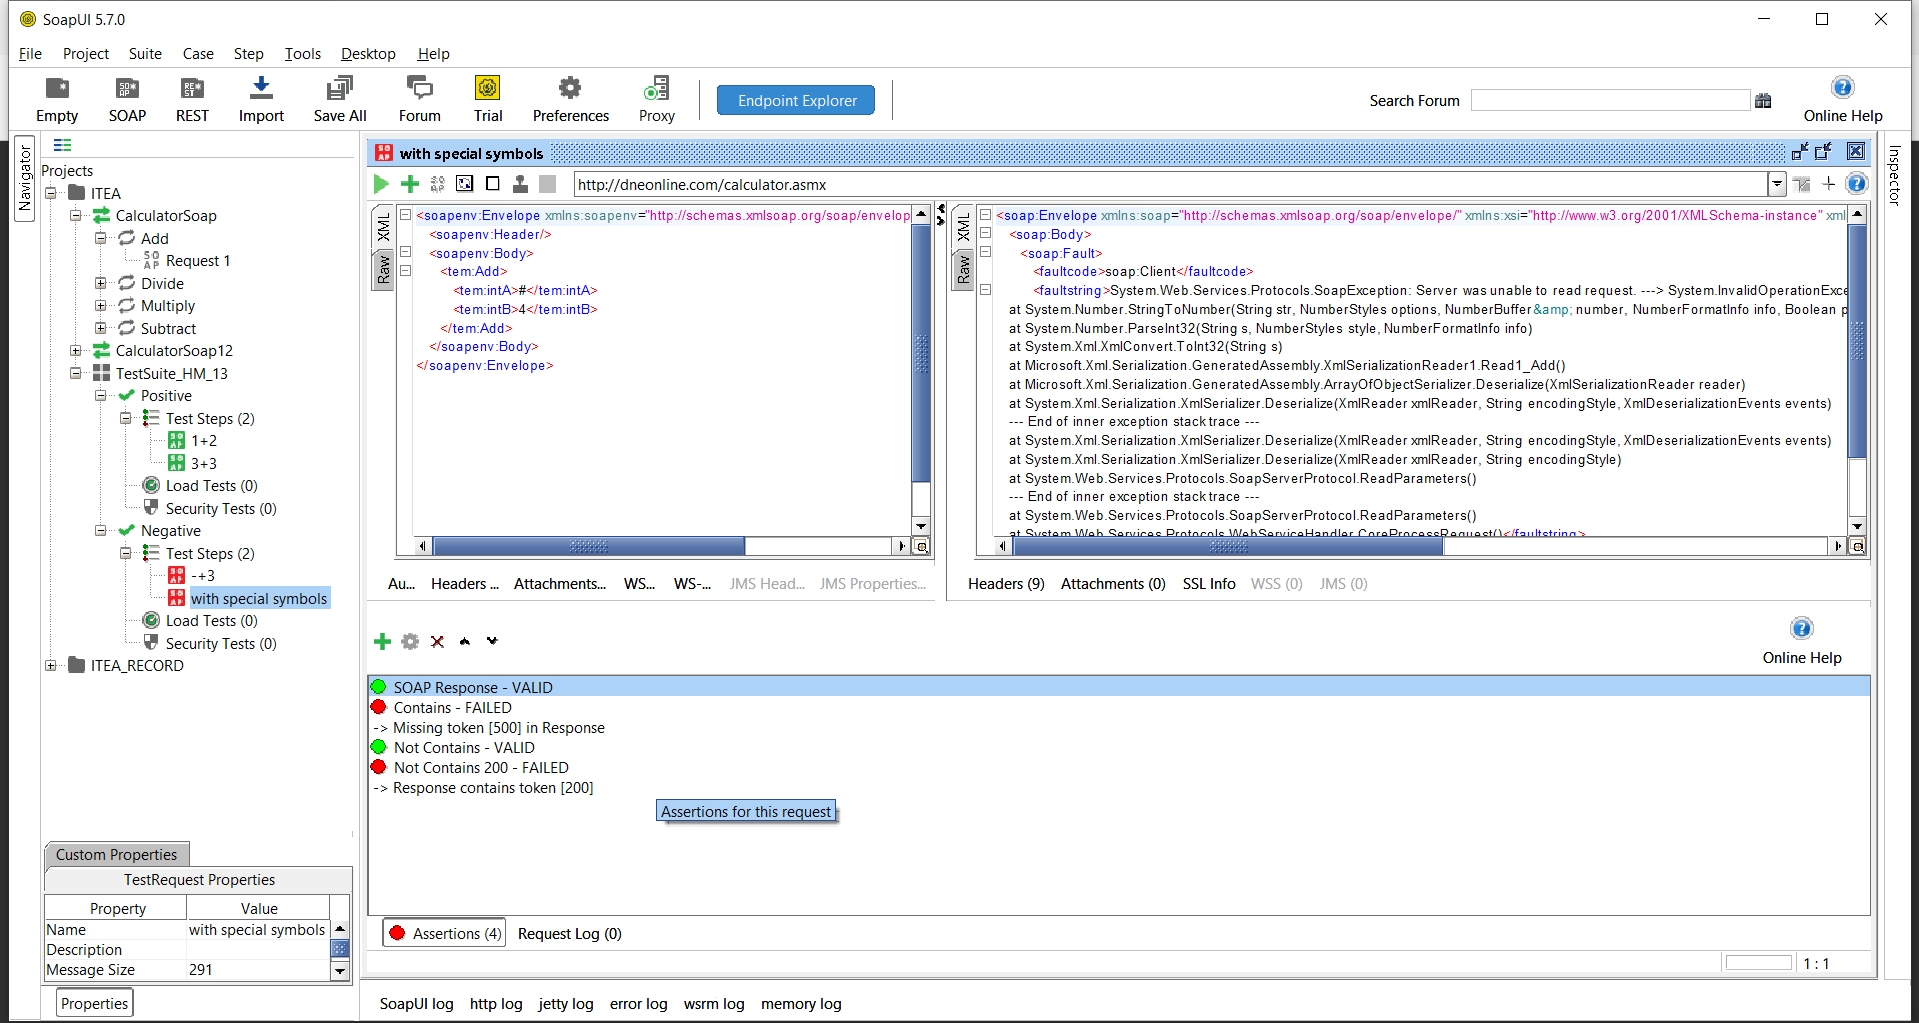 SoapUI 5.7.0
File Project Suite Case Step Tools Desktop Help
Empty SOAP REST Import Save All Forum Trial Preferences Proxy Endpoint Explorer Search Forum Online Help
Navigator
Projects
ITEA
CalculatorSoap
Add
Request 1
Divide
Multiply
Subtract
CalculatorSoap12
TestSuite_HM_13
Positive
Test Steps (2)
1+2
3+3
Load Tests (0)
Security Tests (0)
Negative
Test Steps (2)
-+3
with special symbols
Load Tests (0)
Security Tests (0)
ITEA_RECORD
Custom Properties
TestRequest Properties
Property Value
Name with special symbols
Description
Message Size 291
Properties
with special symbols
http://dneonline.com/calculator.asmx
XML
Raw
<soapenv:Envelope xmlns:soapenv="http://schemas.xmlsoap.org/soap/envelop
<soapenv:Header/>
<soapenv:Body>
<tem:Add>
<tem:intA>#</tem:intA>
<tem:intB>4</tem:intB>
</tem:Add>
</soapenv:Body>
</soapenv:Envelope>
Au... Headers ... Attachments... WS... WS-... JMS Head... JMS Properties...
XML
Raw
<soap:Envelope xmlns:soap="http://schemas.xmlsoap.org/soap/envelope/" xmlns:xsi="http://www.w3.org/2001/XMLSchema-instance" xml
<soap:Body>
<soap:Fault>
<faultcode>soap:Client</faultcode>
<faultstring>System.Web.Services.Protocols.SoapException: Server was unable to read request. ---> System.InvalidOperationExce
at System.Number.StringToNumber(String str, NumberStyles options, NumberBuffer&amp; number, NumberFormatInfo info, Boolean p
at System.Number.ParseInt32(String s, NumberStyles style, NumberFormatInfo info)
at System.Xml.XmlConvert.ToInt32(String s)
at Microsoft.Xml.Serialization.GeneratedAssembly.XmlSerializationReader1.Read1_Add()
at Microsoft.Xml.Serialization.GeneratedAssembly.ArrayOfObjectSerializer.Deserialize(XmlSerializationReader reader)
at System.Xml.Serialization.XmlSerializer.Deserialize(XmlReader xmlReader, String encodingStyle, XmlDeserializationEvents events)
--- End of inner exception stack trace ---
at System.Xml.Serialization.XmlSerializer.Deserialize(XmlReader xmlReader, String encodingStyle, XmlDeserializationEvents events)
at System.Xml.Serialization.XmlSerializer.Deserialize(XmlReader xmlReader, String encodingStyle)
at System.Web.Services.Protocols.SoapServerProtocol.ReadParameters()
--- End of inner exception stack trace ---
at System.Web.Services.Protocols.SoapServerProtocol.ReadParameters()
at System.Web.Services.Protocols.WebServiceHandler.CoreProcessRequest()</faultstring>
Headers (9) Attachments (0) SSL Info WSS (0) JMS (0)
Online Help
SOAP Response - VALID
Contains - FAILED
-> Missing token [500] in Response
Not Contains - VALID
Not Contains 200 - FAILED
-> Response contains token [200]
Assertions for this request
Assertions (4) Request Log (0)
1 : 1
SoapUI log http log jetty log error log wsrm log memory log
Inspector